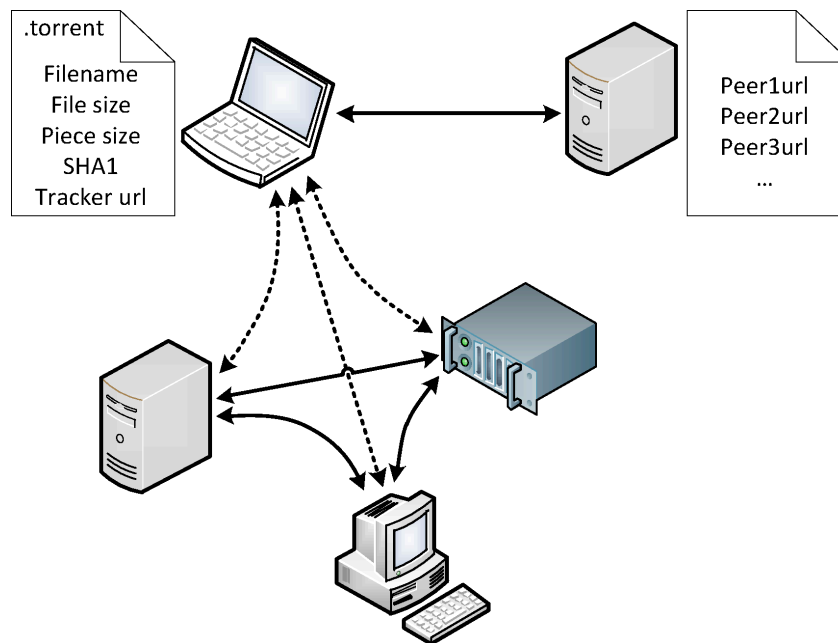 .torrent
Filename
File size
Piece size
SHA1
Tracker url
Peer1url
Peer2url
Peer3url
...